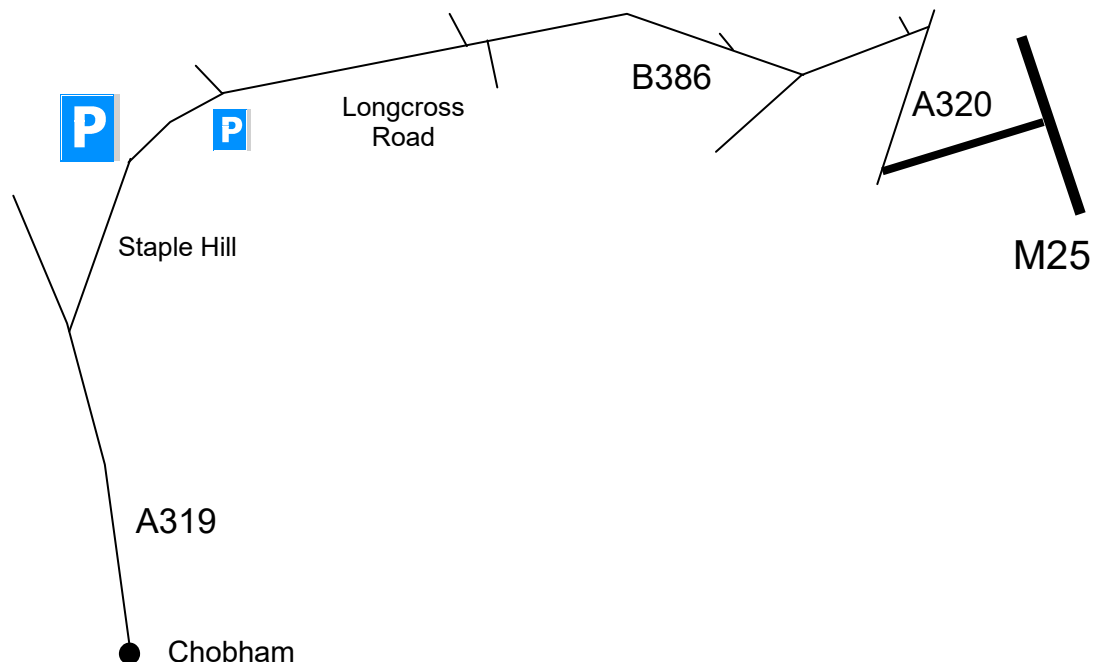 B386
A320
P
P
Longcross
Road
Staple Hill
M25
A319
Chobham